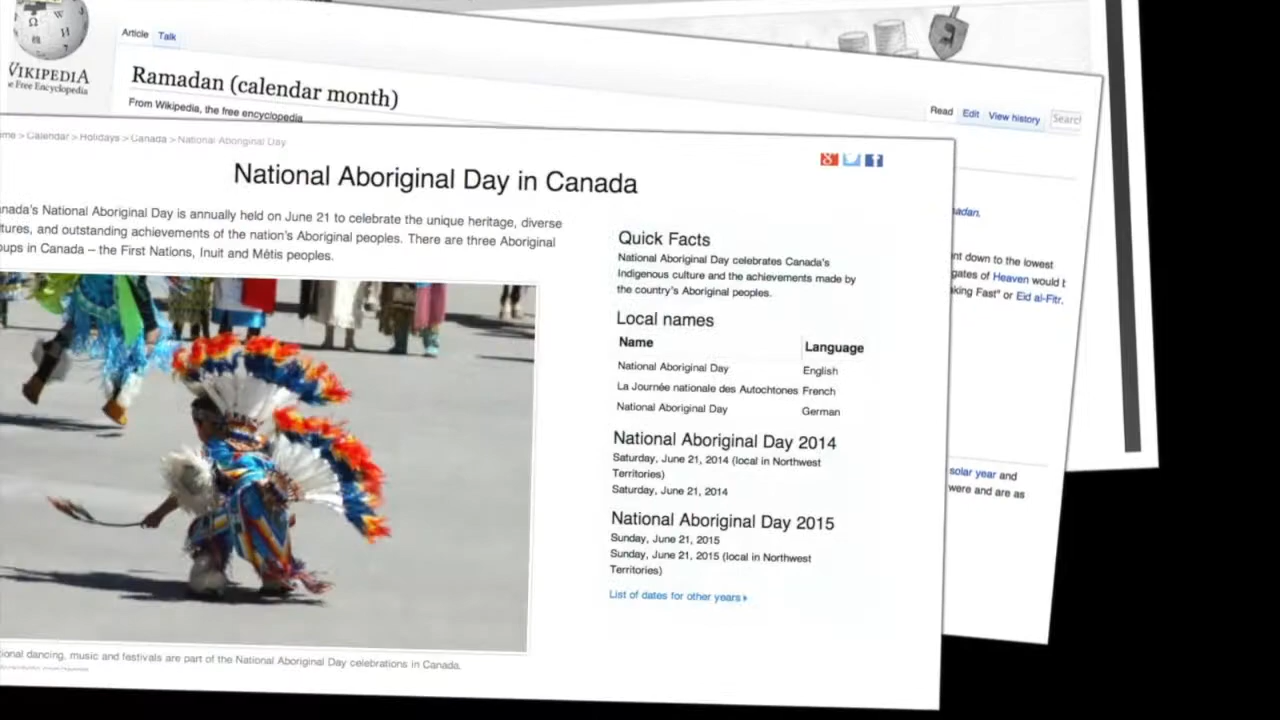 WIKIPEDIA
Free Encyclopedia
Article Talk
Ramadan (calendar month)
From Wikipedia, the free encyclopedia
Read Edit View history Search
> Calendar > Holidays > Canada > National Aboriginal Day
National Aboriginal Day in Canada
National Aboriginal Day is annually held on June 21 to celebrate the unique heritage, diverse
and outstanding achievements of the nation's Aboriginal peoples. There are three Aboriginal
in Canada – the First Nations, Inuit and Métis peoples.
Quick Facts
National Aboriginal Day celebrates Canada's
Indigenous culture and the achievements made by
the country's Aboriginal peoples.
Local names
Name Language
National Aboriginal Day English
La Journée nationale des Autochtones French
National Aboriginal Day German
National Aboriginal Day 2014
Saturday, June 21, 2014 (local in Northwest
Territories)
Saturday, June 21, 2014
National Aboriginal Day 2015
Sunday, June 21, 2015
Sunday, June 21, 2015 (local in Northwest
Territories)
List of dates for other years
dancing, music and festivals are part of the National Aboriginal Day celebrations in Canada.
adan.
nt down to the lowest
gates of Heaven would b
king Fast" or Eid al-Fitr.
solar year and
were and are as